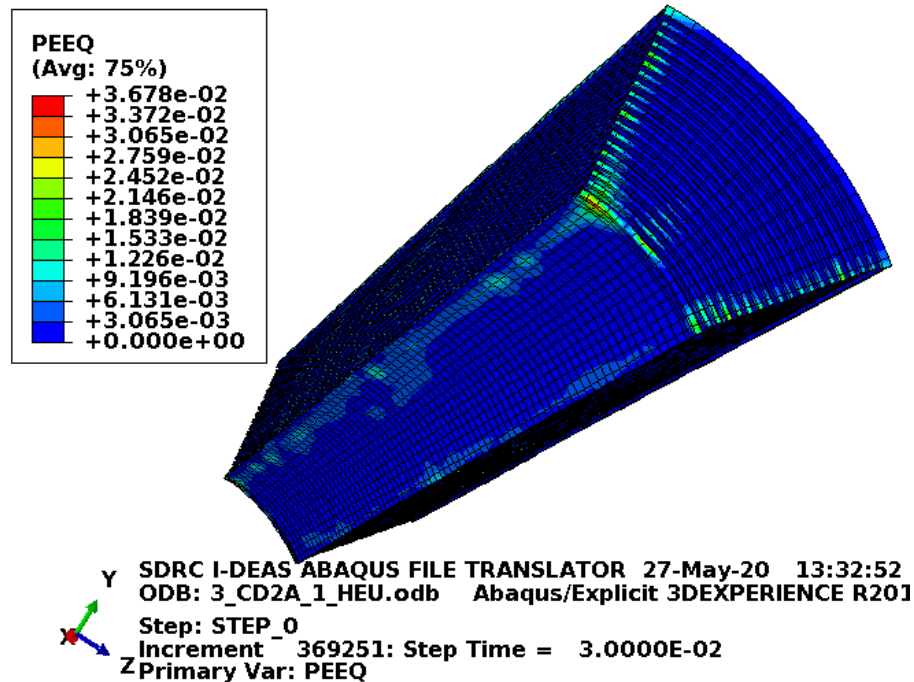 PEEQ
(Avg: 75%)
+3.678e-02
+3.372e-02
+3.065e-02
+2.759e-02
+2.452e-02
+2.146e-02
+1.839e-02
+1.533e-02
+1.226e-02
+9.196e-03
+6.131e-03
+3.065e-03
+0.000e+00
Y
X
Z
SDRC I-DEAS ABAQUS FILE TRANSLATOR 27-May-20 13:32:52
ODB: 3_CD2A_1_HEU.odb Abaqus/Explicit 3DEXPERIENCE R201
Step: STEP_0
Increment 369251: Step Time = 3.0000E-02
Primary Var: PEEQ